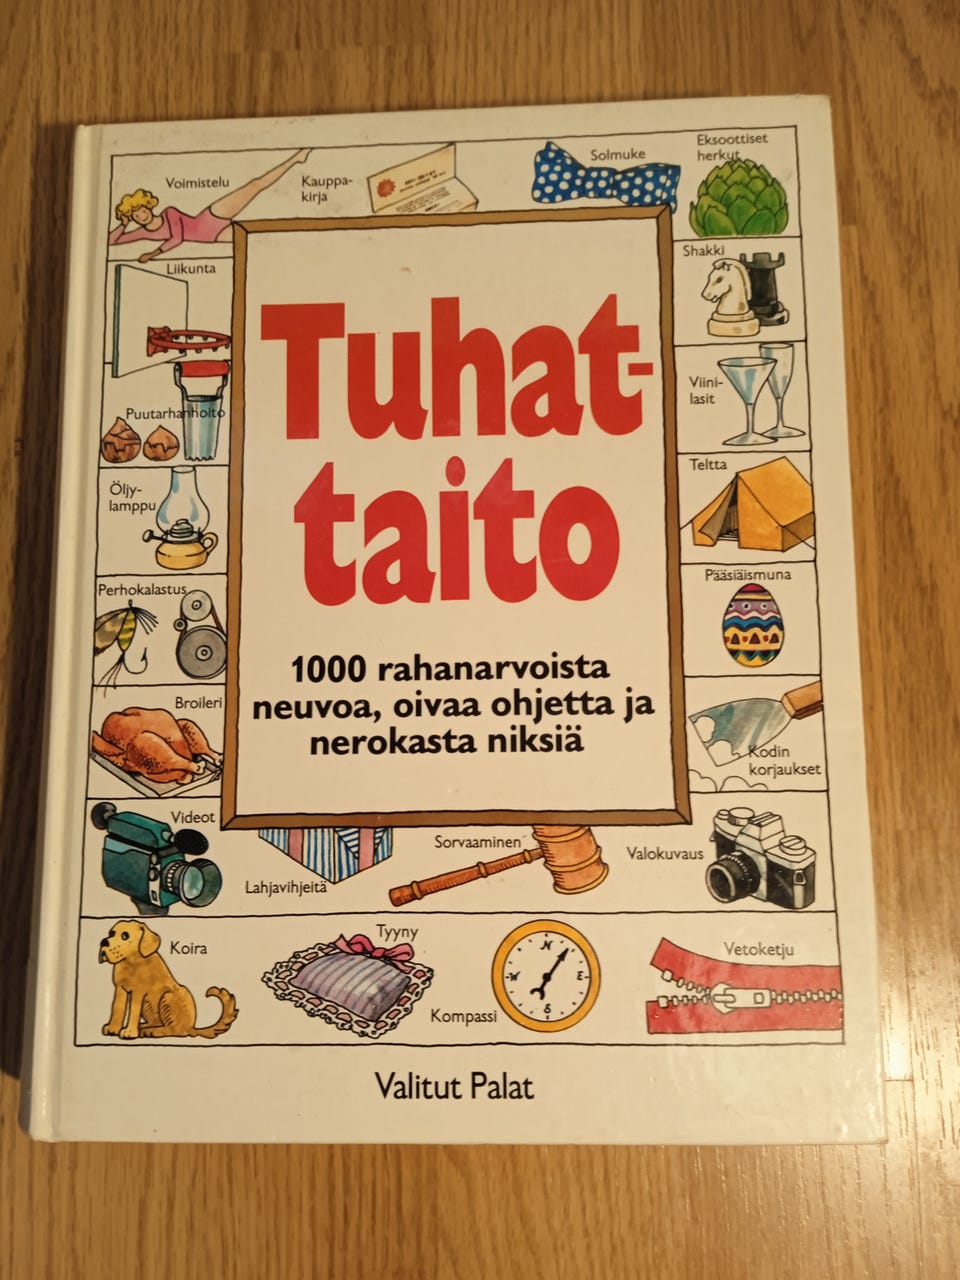 Voimistelu
Kauppa-
kirja
Solmuke
Eksoottiset
herkut
Liikunta
Shakki
Puutarhanhoito
Viini-
lasit
Öljy-
lamppu
Teltta
Perhokalastus
Pääsiäismuna
Broileri
Kodin
korjaukset
Tuhat-
taito
1000 rahanarvoista
neuvoa, oivaa ohjetta ja
nerokasta niksiä
Videot
Lahjavihjeitä
Sorvaaminen
Valokuvaus
Koira
Tyyny
Kompassi
N
W
E
S
Vetoketju
Valitut Palat